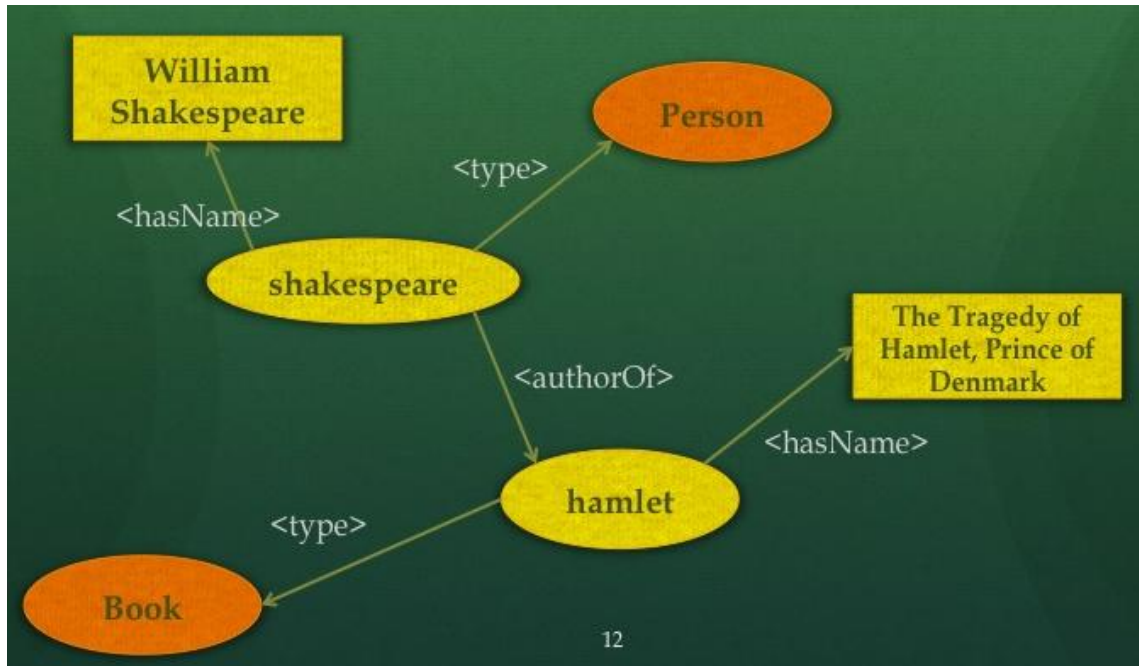 William
Shakespeare
Person
<type>
<hasName>
shakespeare
The Tragedy of
Hamlet, Prince of
Denmark
<authorOf>
<hasName>
hamlet
<type>
Book
12